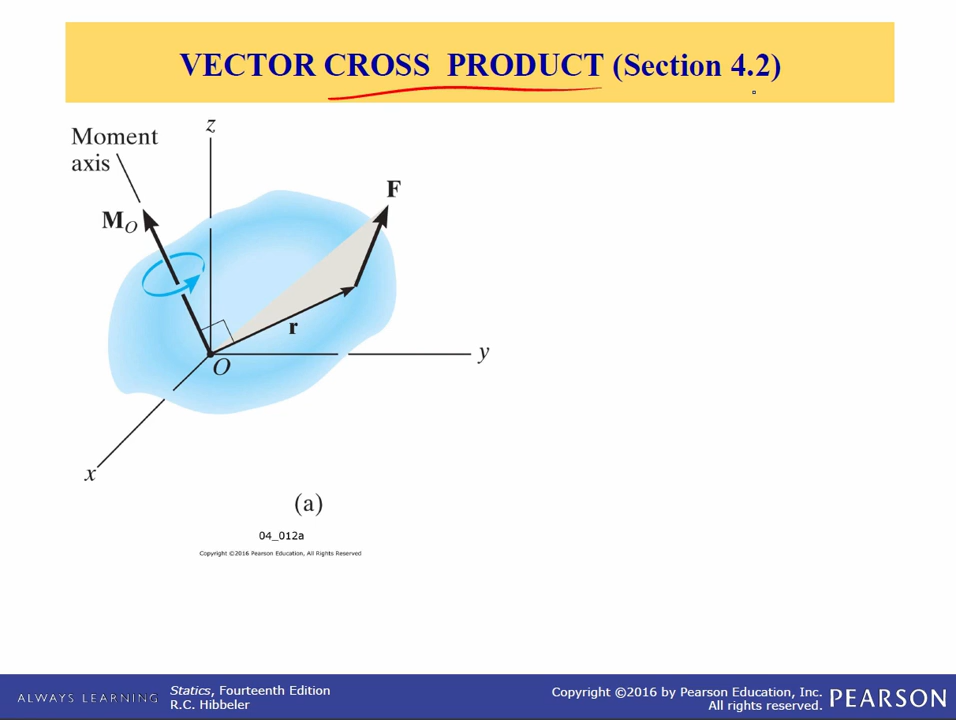 VECTOR CROSS PRODUCT (Section 4.2)
Moment
axis
z
F
M_O
r
O
y
x
(a)
04_012a
Copyright ©2016 Pearson Education, All Rights Reserved
ALWAYS LEARNING
Statics, Fourteenth Edition
R.C. Hibbeler
Copyright ©2016 by Pearson Education, Inc.
All rights reserved.
PEARSON